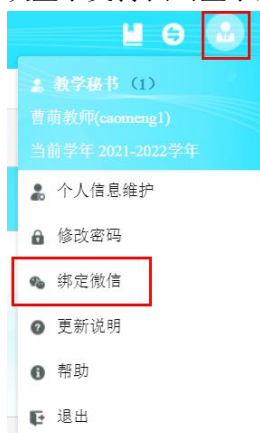 教学秘书（1）
曹萌教师(caomeng1)
当前学年 2021-2022学年
个人信息维护
修改密码
绑定微信
更新说明
帮助
退出